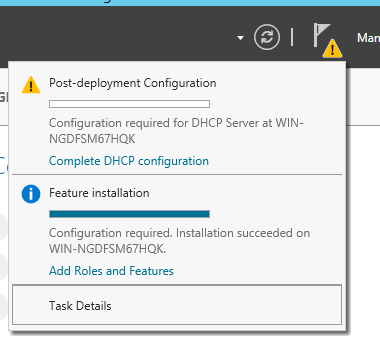 Man
Post-deployment Configuration
Configuration required for DHCP Server at WIN-
NGDFSM67HQK
Complete DHCP configuration
Feature installation
Configuration required. Installation succeeded on
WIN-NGDFSM67HQK.
Add Roles and Features
Task Details